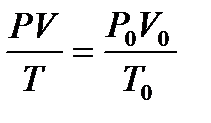 PV/T = P₀V₀/T₀